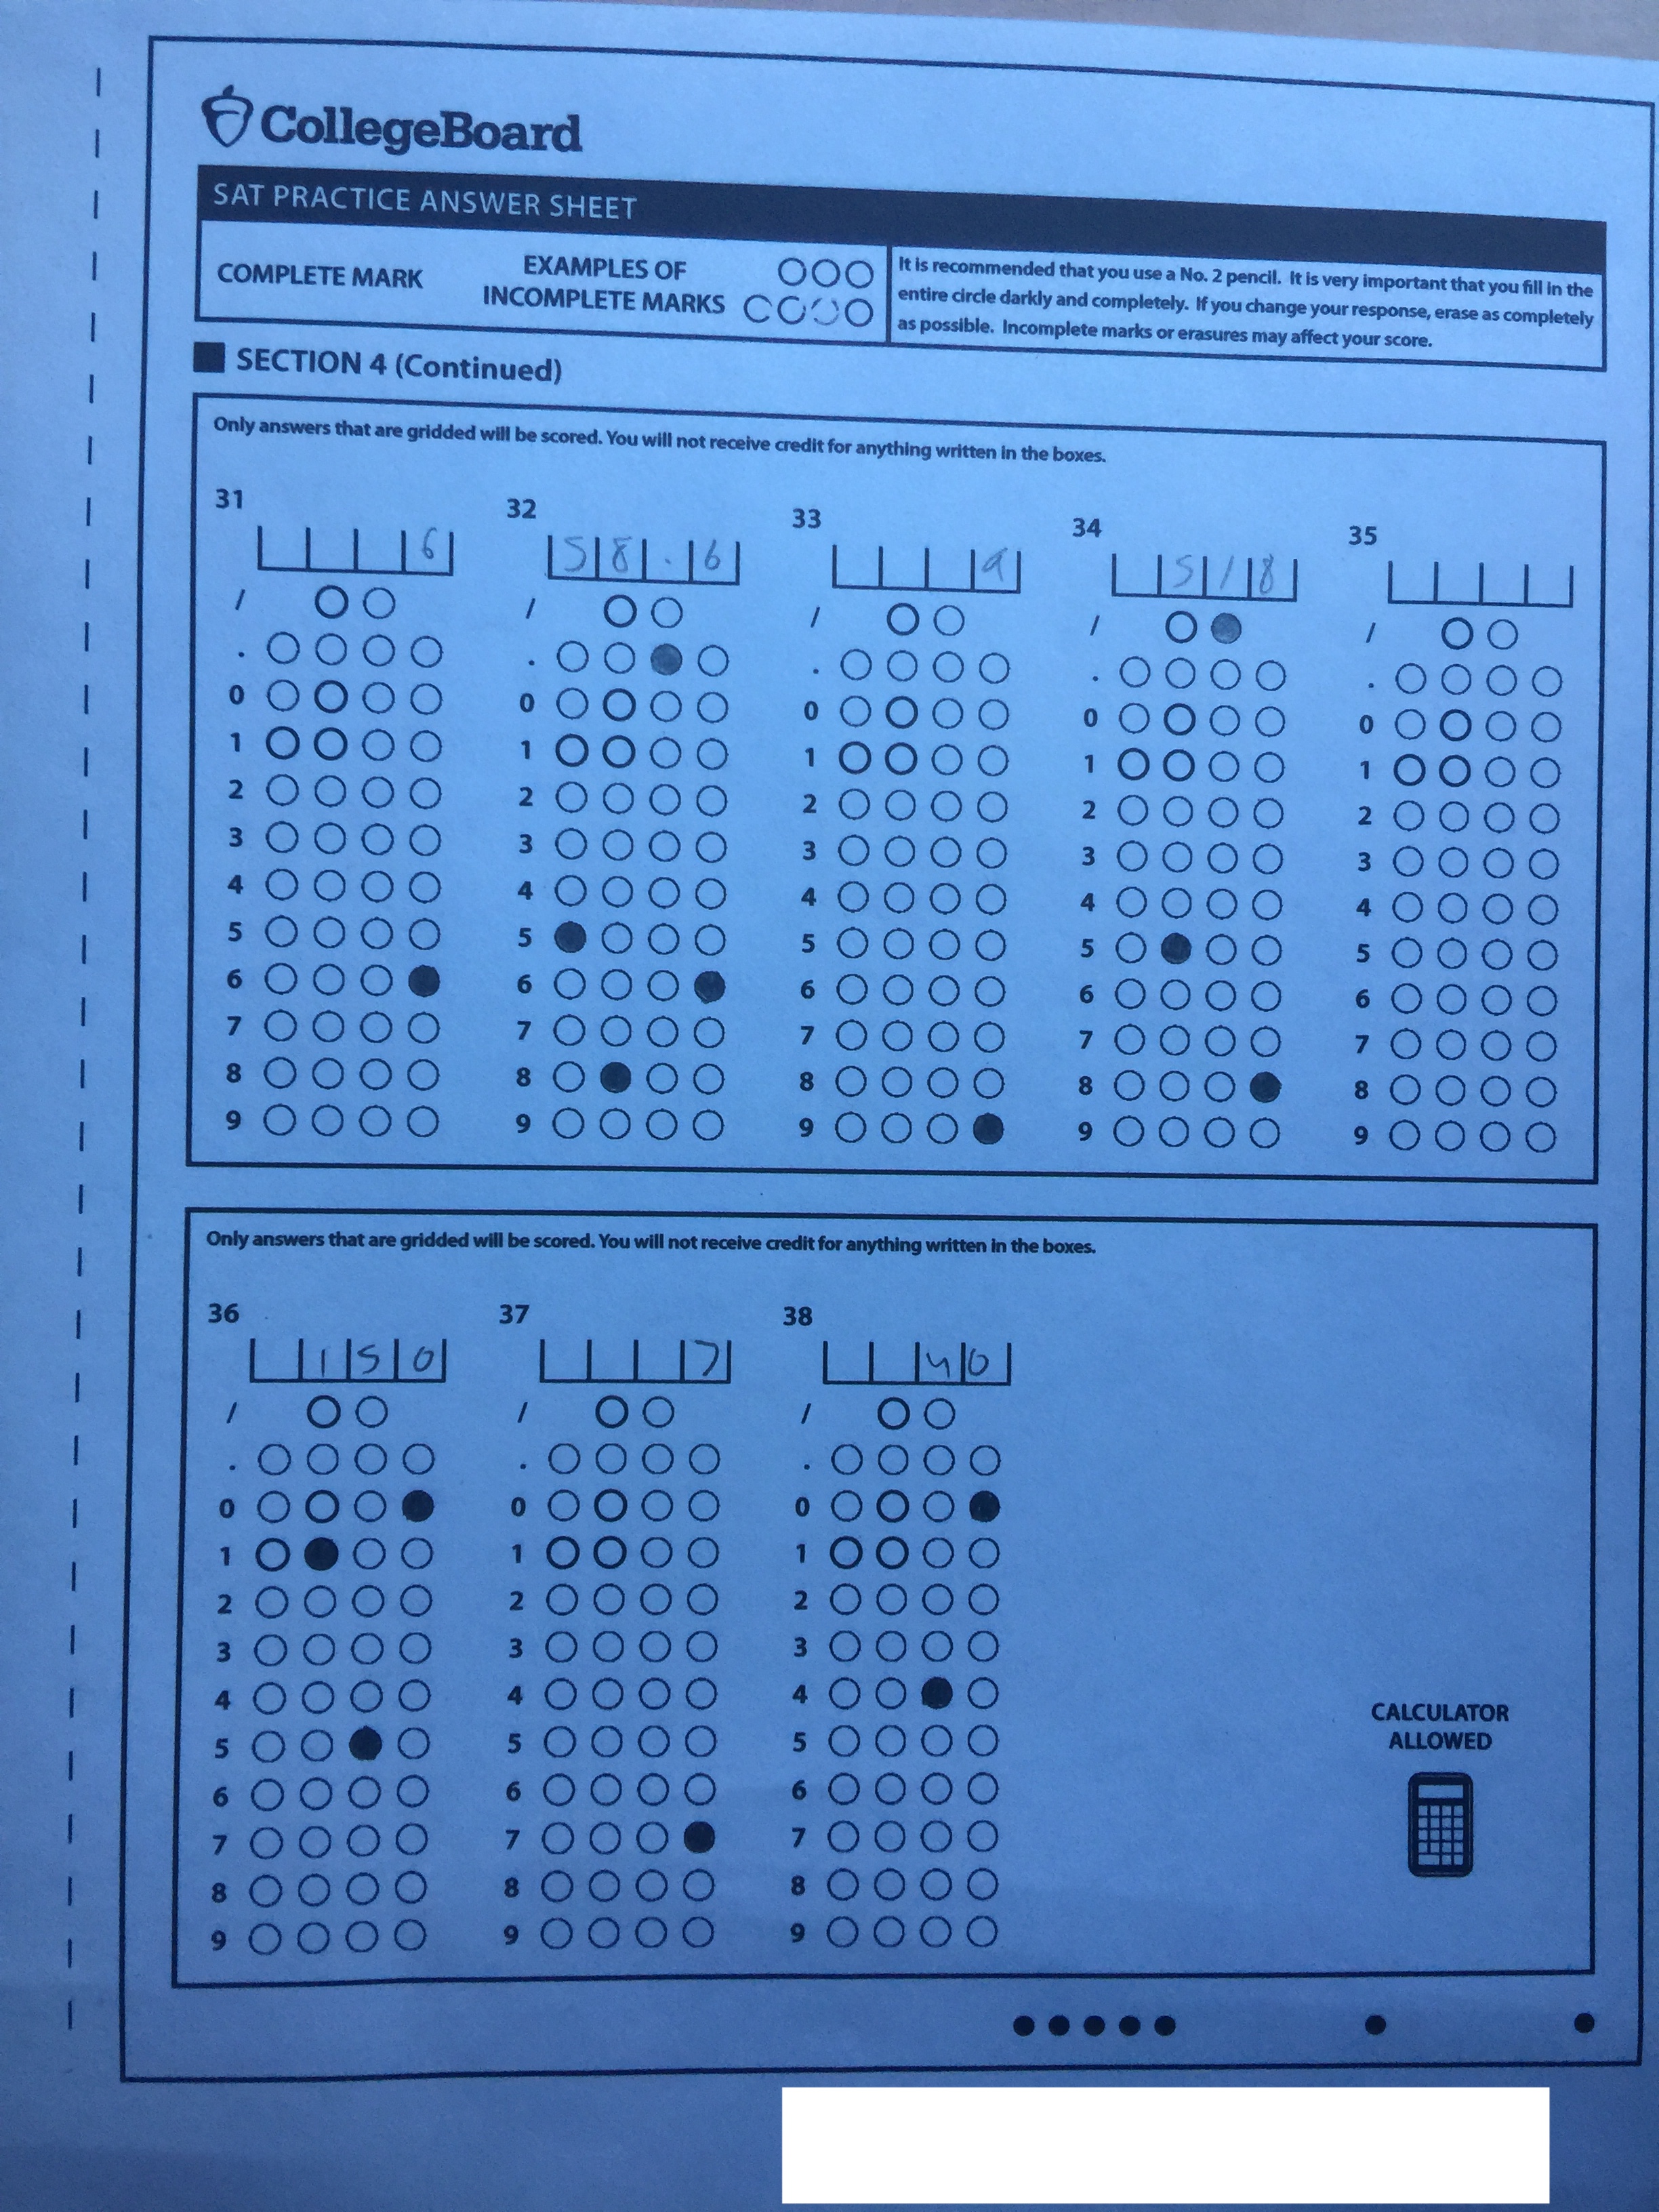 CollegeBoard
SAT PRACTICE ANSWER SHEET
COMPLETE MARK
EXAMPLES OF
INCOMPLETE MARKS
It is recommended that you use a No. 2 pencil. It is very important that you fill in the
entire circle darkly and completely. If you change your response, erase as completely
as possible. Incomplete marks or erasures may affect your score.
SECTION 4 (Continued)
Only answers that are gridded will be scored. You will not receive credit for anything written in the boxes.
31 32 33 34 35
6 58.6 9 5/8
/ / / / /
. . . . .
0 0 0 0 0
1 1 1 1 1
2 2 2 2 2
3 3 3 3 3
4 4 4 4 4
5 5 5 5 5
6 6 6 6 6
7 7 7 7 7
8 8 8 8 8
9 9 9 9 9
Only answers that are gridded will be scored. You will not receive credit for anything written in the boxes.
36 37 38
150 7 40
/ / /
. . .
0 0 0
1 1 1
2 2 2
3 3 3
4 4 4
5 5 5
6 6 6
7 7 7
8 8 8
9 9 9
CALCULATOR
ALLOWED